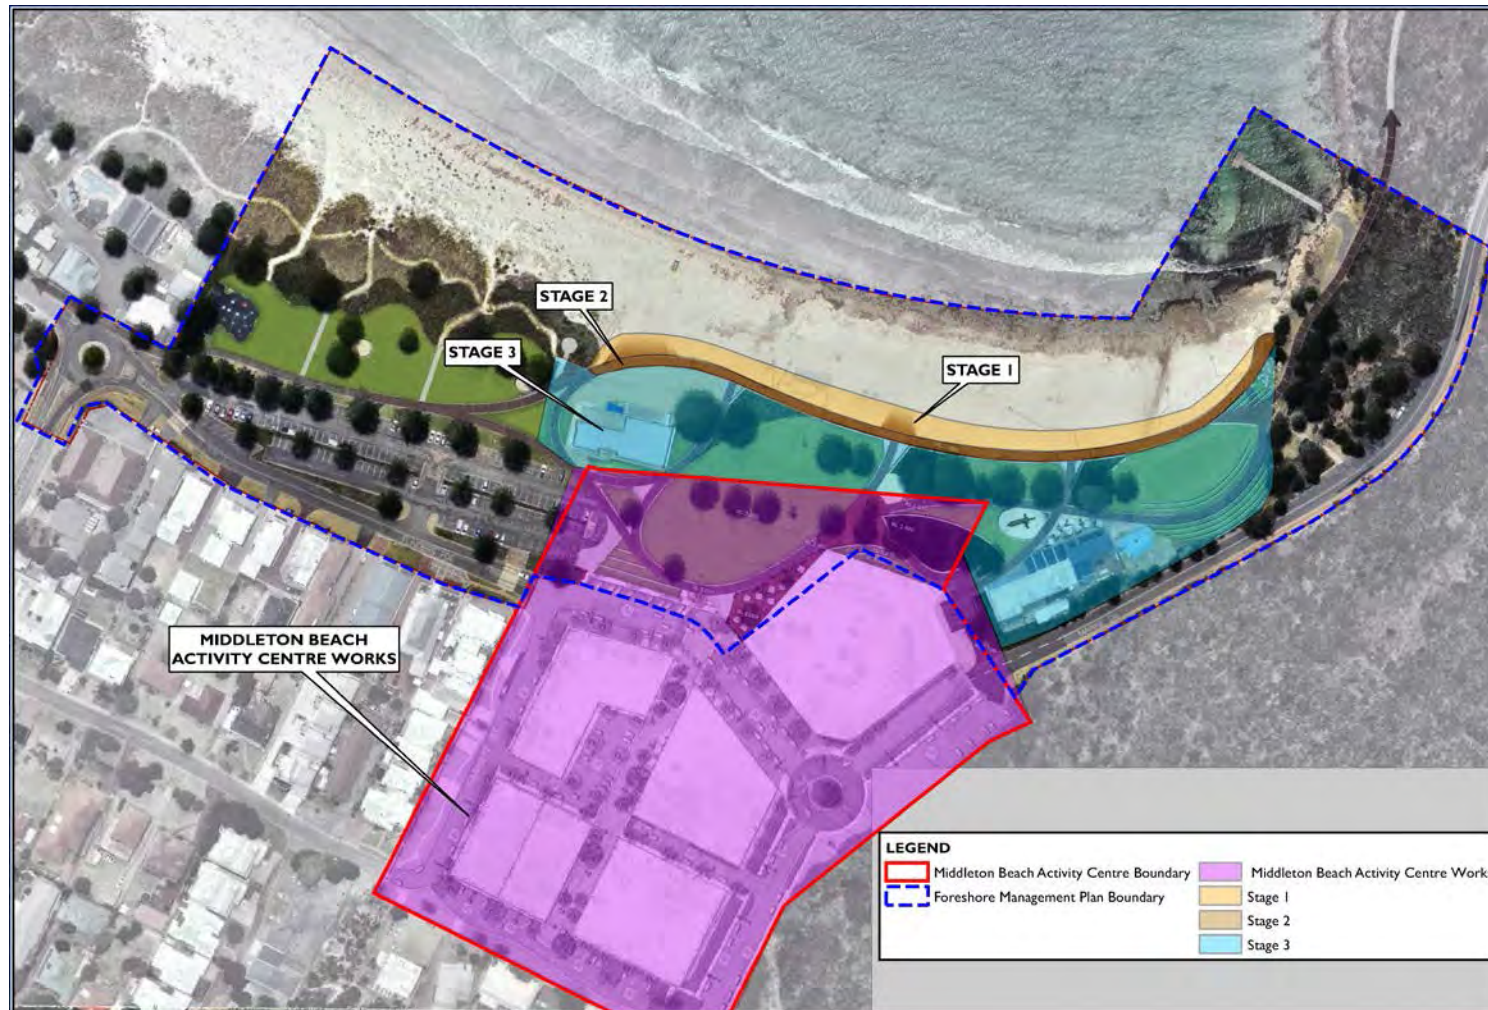 STAGE 2
STAGE 3
STAGE 1
MIDDLETON BEACH
ACTIVITY CENTRE WORKS
LEGEND
Middleton Beach Activity Centre Boundary
Foreshore Management Plan Boundary
Middleton Beach Activity Centre Work
Stage 1
Stage 2
Stage 3